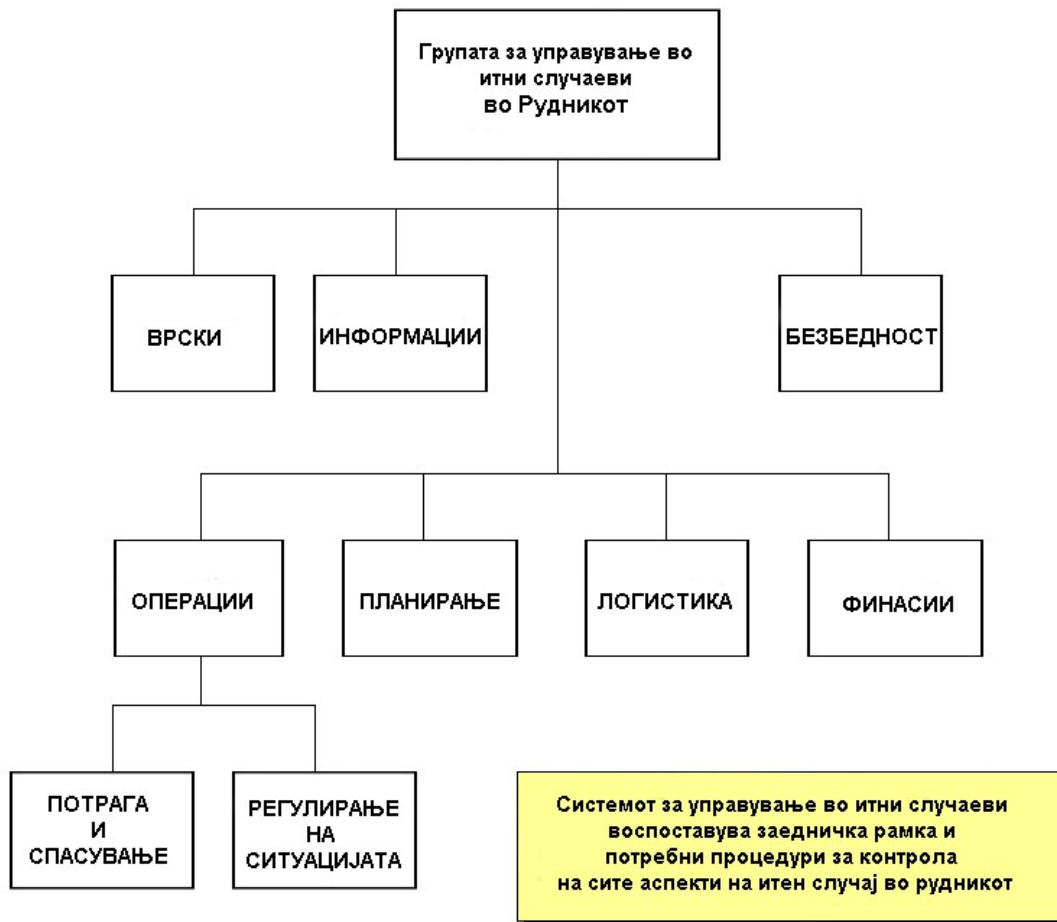 Групата за управување во
итни случаеви
во Рудникот
ВРСКИ
ИНФОРМАЦИИ
БЕЗБЕДНОСТ
ОПЕРАЦИИ
ПЛАНИРАЊЕ
ЛОГИСТИКА
ФИНАСИИ
ПОТРАГА
И
СПАСУВАЊЕ
РЕГУЛИРАЊЕ
НА
СИТУАЦИЈАТА
Системот за управување во итни случаеви
воспоставува заедничка рамка и
потребни процедури за контрола
на сите аспекти на итен случај во рудникот